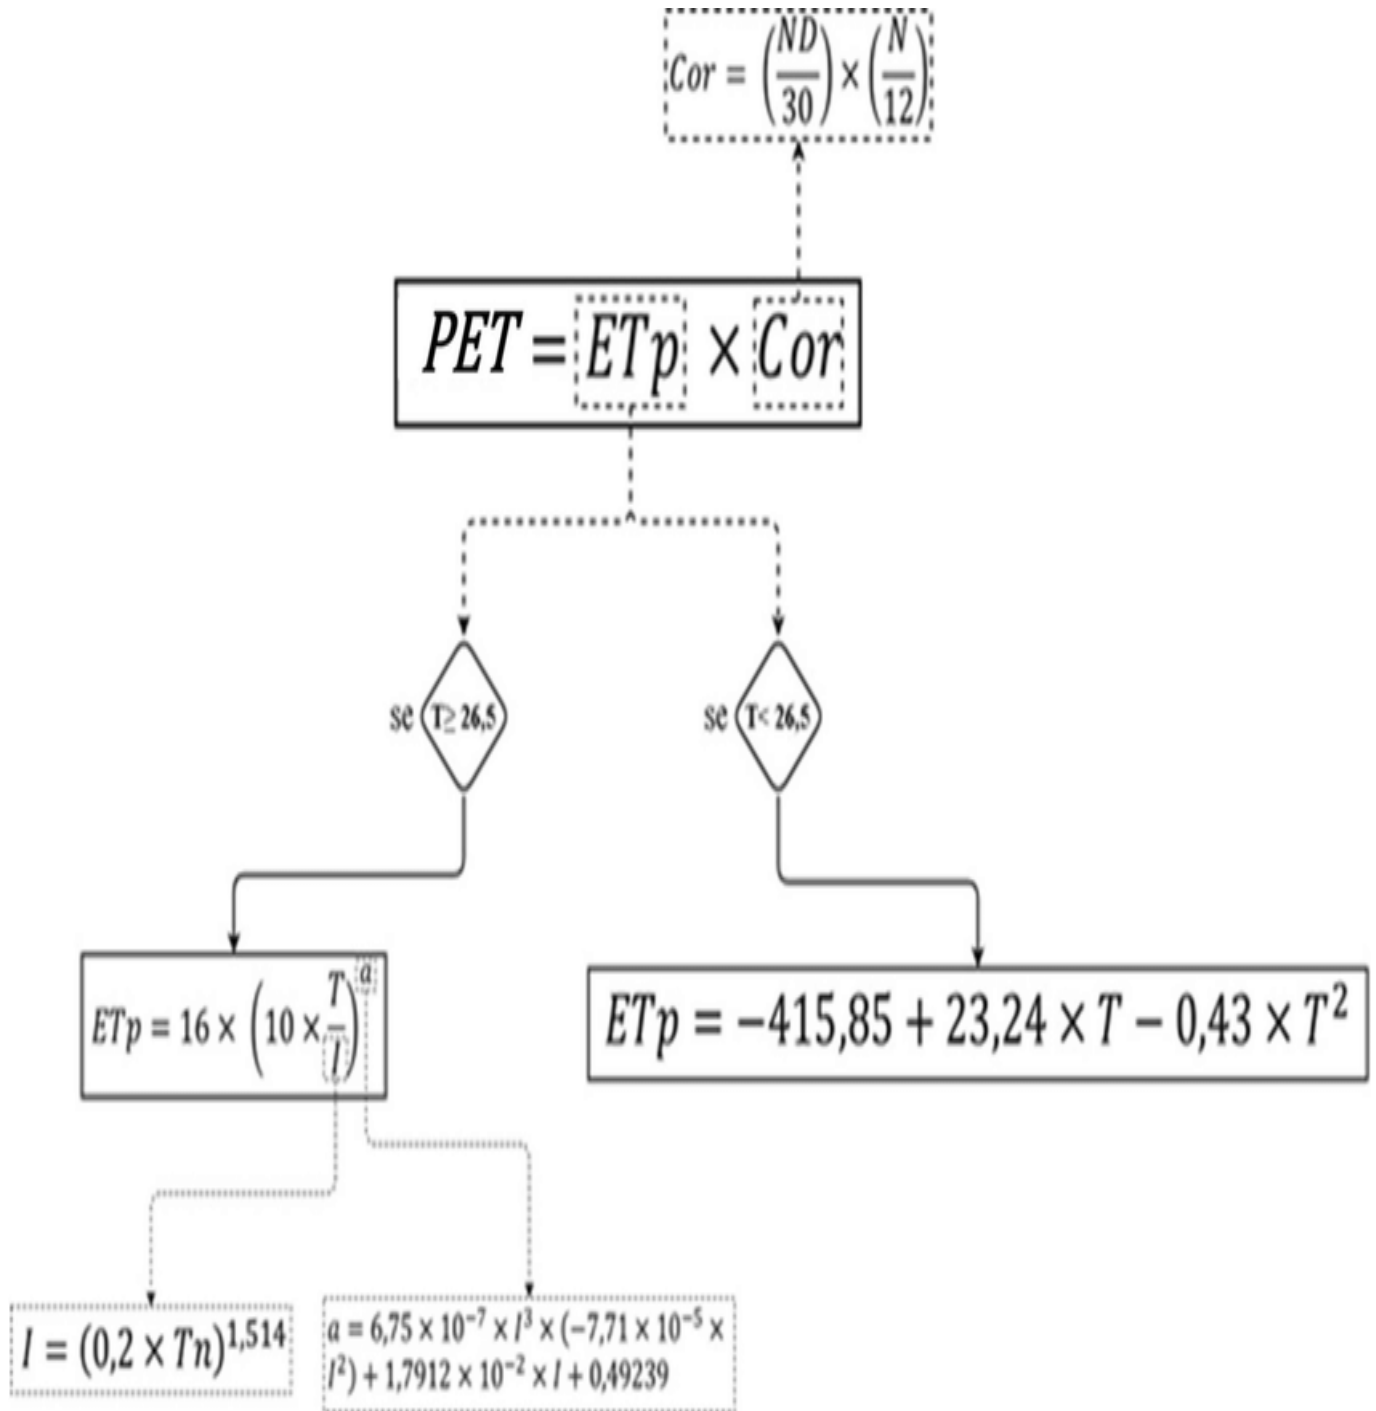 Cor = (ND/30) × (N/12)
PET = ETp × Cor
se T≥ 26,5
se T< 26,5
ETp = 16 × (10 × T/I)^a
ETp = −415,85 + 23,24 × T − 0,43 × T²
I = (0,2 × Tn)^1,514
a = 6,75 × 10⁻⁷ × I³ × (−7,71 × 10⁻⁵ ×
I²) + 1,7912 × 10⁻² × I + 0,49239